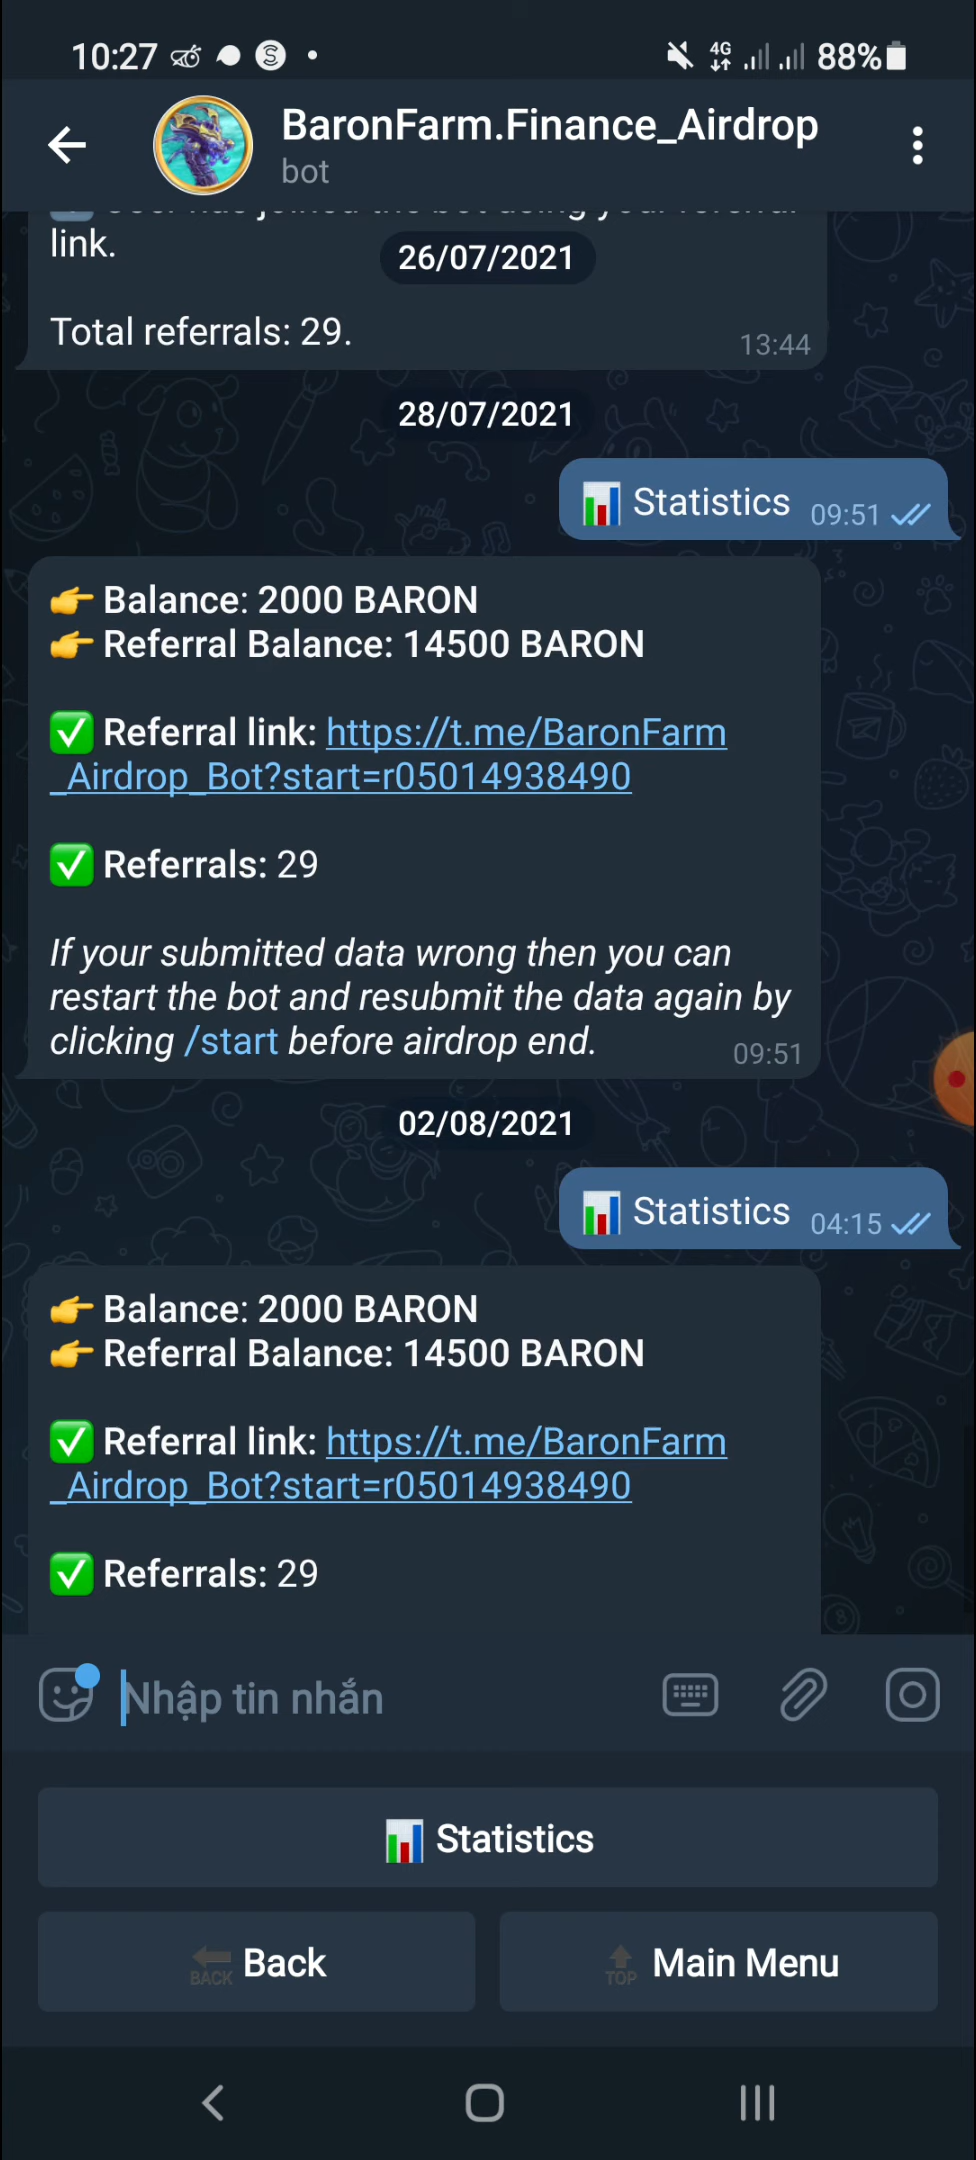 10:27
4G
88%
BaronFarm.Finance_Airdrop
bot
link.
26/07/2021
Total referrals: 29.
13:44
28/07/2021
📊 Statistics 09:51
👉 Balance: 2000 BARON
👉 Referral Balance: 14500 BARON
✅ Referral link: https://t.me/BaronFarm
_Airdrop_Bot?start=r05014938490
✅ Referrals: 29
If your submitted data wrong then you can
restart the bot and resubmit the data again by
clicking /start before airdrop end.
09:51
02/08/2021
📊 Statistics 04:15
👉 Balance: 2000 BARON
👉 Referral Balance: 14500 BARON
✅ Referral link: https://t.me/BaronFarm
_Airdrop_Bot?start=r05014938490
✅ Referrals: 29
Nhập tin nhắn
📊 Statistics
BACK Back
TOP Main Menu